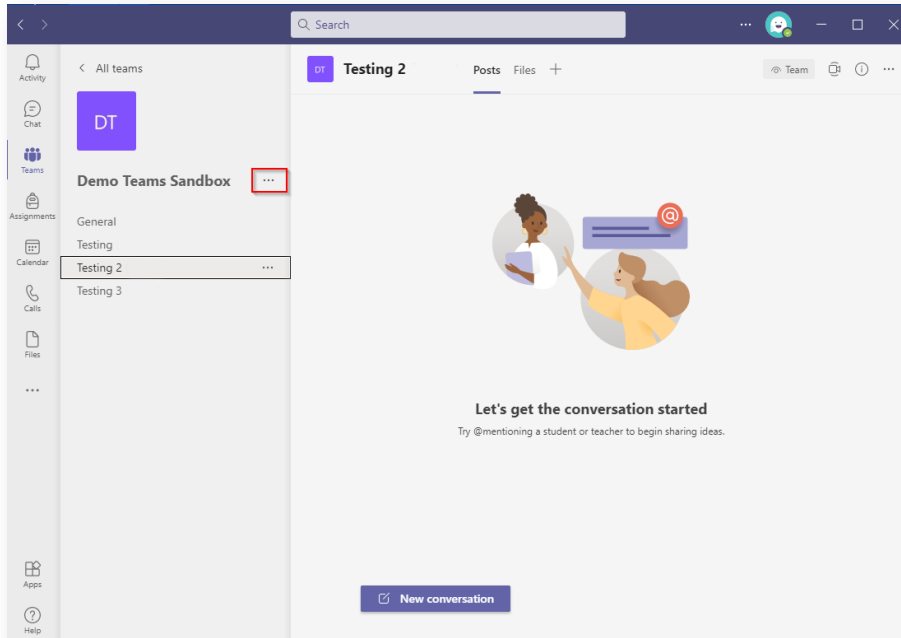 Search
Activity
Chat
Teams
Assignments
Calendar
Calls
Files
Apps
Help
All teams
DT
Demo Teams Sandbox
General
Testing
Testing 2
Testing 3
DT
Testing 2
Posts
Files
Team
@
Let's get the conversation started
Try @mentioning a student or teacher to begin sharing ideas.
New conversation